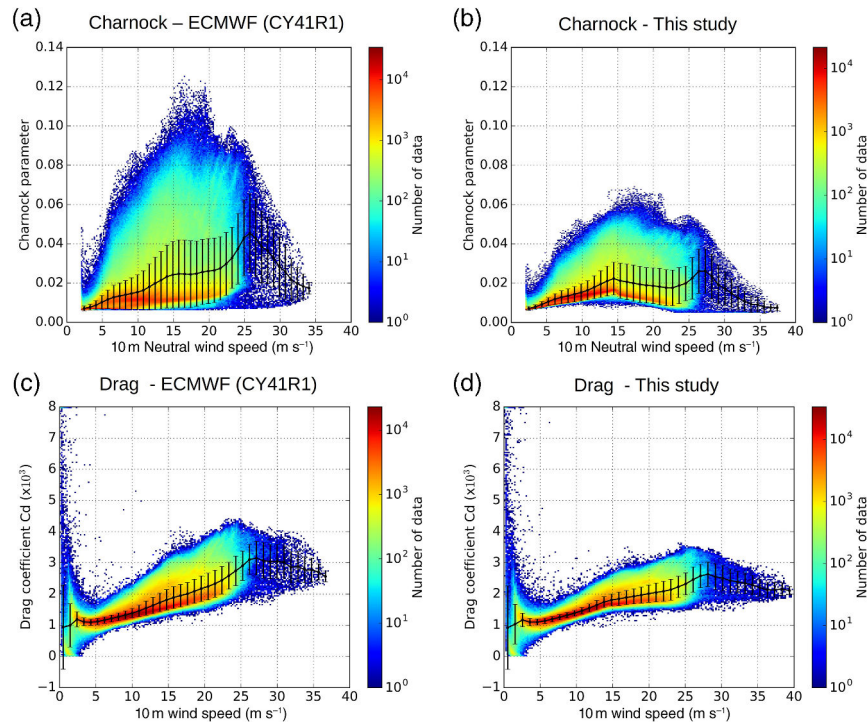 (a) Charnock – ECMWF (CY41R1)
0.14
0.12
0.10
0.08
0.06
0.04
0.02
0.00
Charnock parameter
0 5 10 15 20 25 30 35 40
10 m Neutral wind speed (m s⁻¹)
10⁴
10³
10²
10¹
10⁰
Number of data
(b) Charnock - This study
0.14
0.12
0.10
0.08
0.06
0.04
0.02
0.00
Charnock parameter
0 5 10 15 20 25 30 35 40
10 m Neutral wind speed (m s⁻¹)
10⁴
10³
10²
10¹
10⁰
Number of data
(c) Drag - ECMWF (CY41R1)
8
7
6
5
4
3
2
1
0
−1
Drag coefficient Cd (x10³)
0 5 10 15 20 25 30 35 40
10 m wind speed (m s⁻¹)
10⁴
10³
10²
10¹
10⁰
Number of data
(d) Drag - This study
8
7
6
5
4
3
2
1
0
−1
Drag coefficient Cd (x10³)
0 5 10 15 20 25 30 35 40
10 m wind speed (m s⁻¹)
10⁴
10³
10²
10¹
10⁰
Number of data